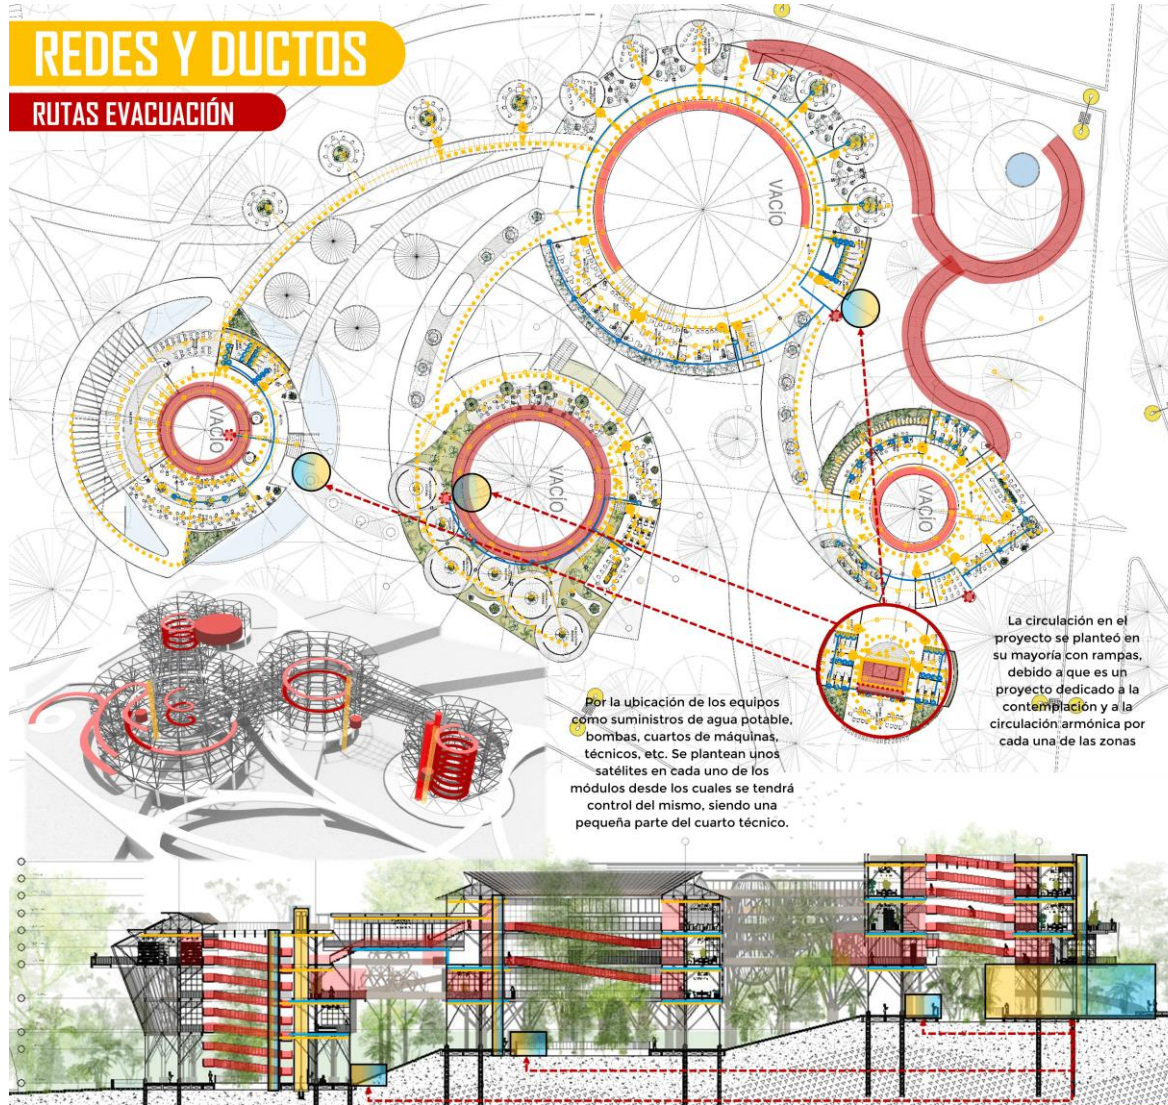 REDES Y DUCTOS
RUTAS EVACUACIÓN
VACÍO
VACÍO
VACÍO
VACÍO
La circulación en el
proyecto se planteó en
su mayoría con rampas,
debido a que es un
proyecto dedicado a la
contemplación y a la
circulación armónica por
cada una de las zonas
Por la ubicación de los equipos
como suministros de agua potable,
bombas, cuartos de máquinas,
técnicos, etc. Se plantean unos
satélites en cada uno de los
módulos desde los cuales se tendrá
control del mismo, siendo una
pequeña parte del cuarto técnico.